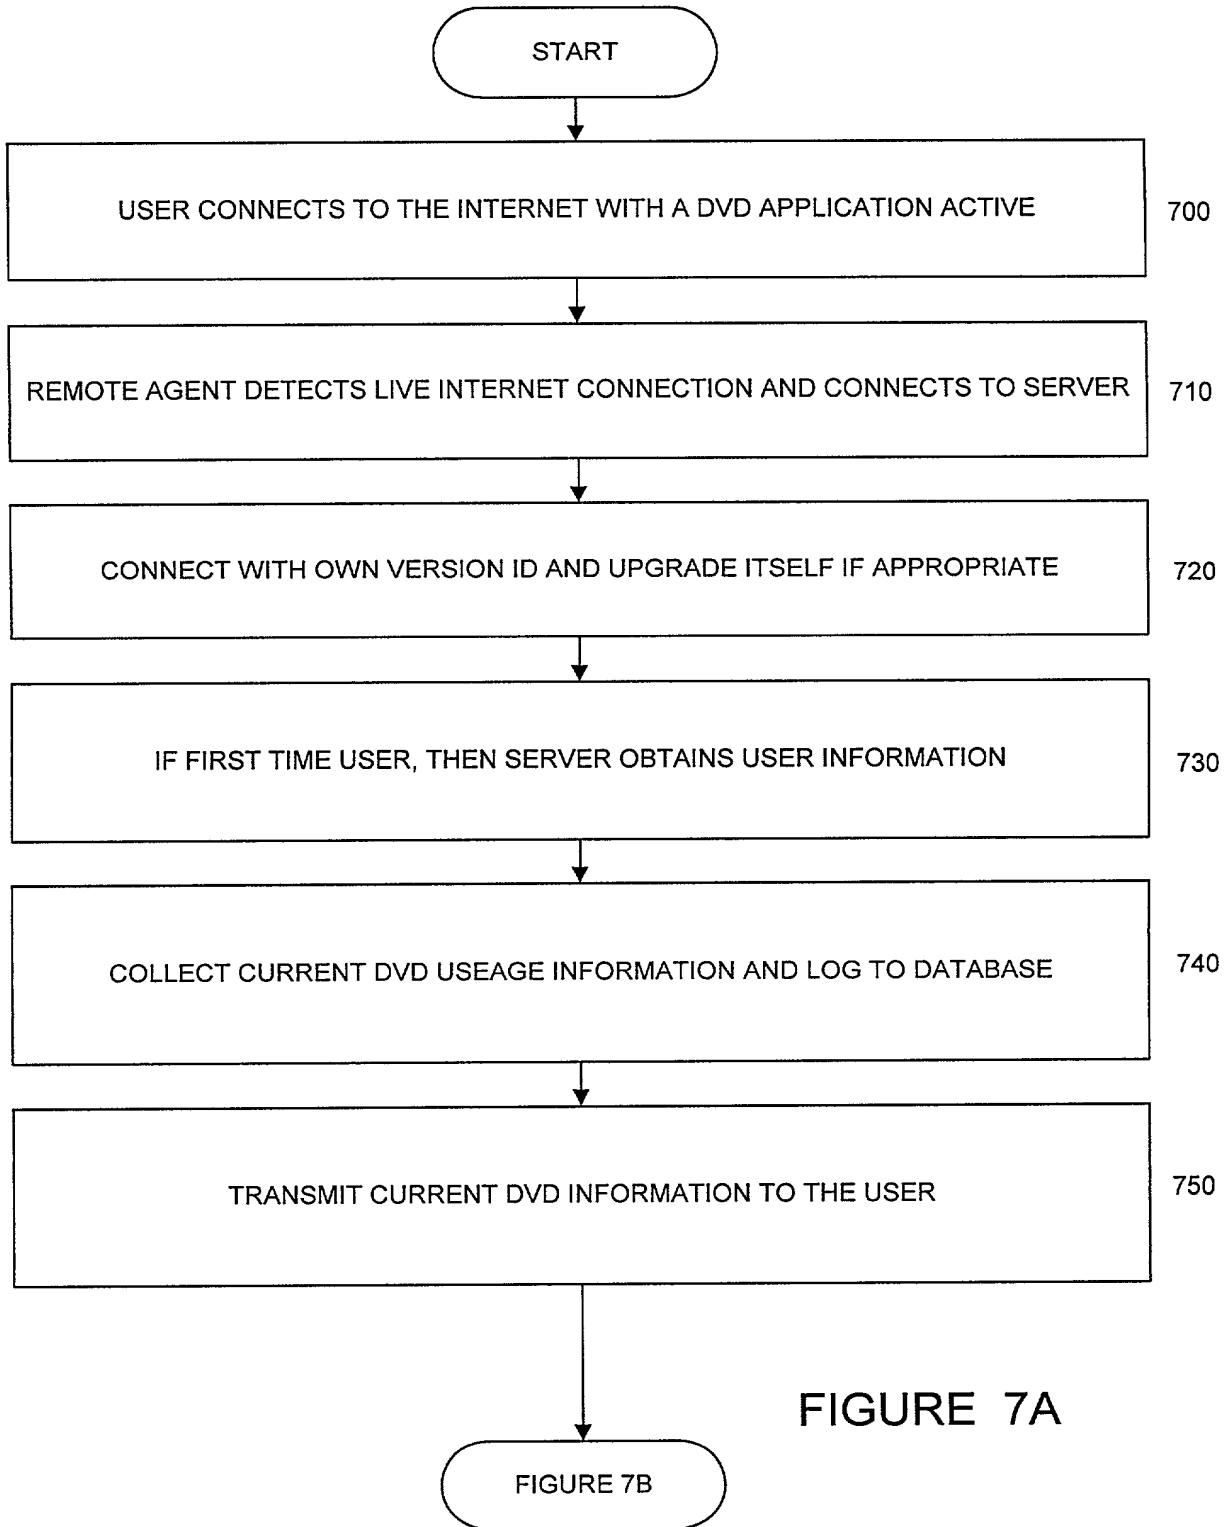 START
USER CONNECTS TO THE INTERNET WITH A DVD APPLICATION ACTIVE
700
REMOTE AGENT DETECTS LIVE INTERNET CONNECTION AND CONNECTS TO SERVER
710
CONNECT WITH OWN VERSION ID AND UPGRADE ITSELF IF APPROPRIATE
720
IF FIRST TIME USER, THEN SERVER OBTAINS USER INFORMATION
730
COLLECT CURRENT DVD USEAGE INFORMATION AND LOG TO DATABASE
740
TRANSMIT CURRENT DVD INFORMATION TO THE USER
750
FIGURE 7A
FIGURE 7B